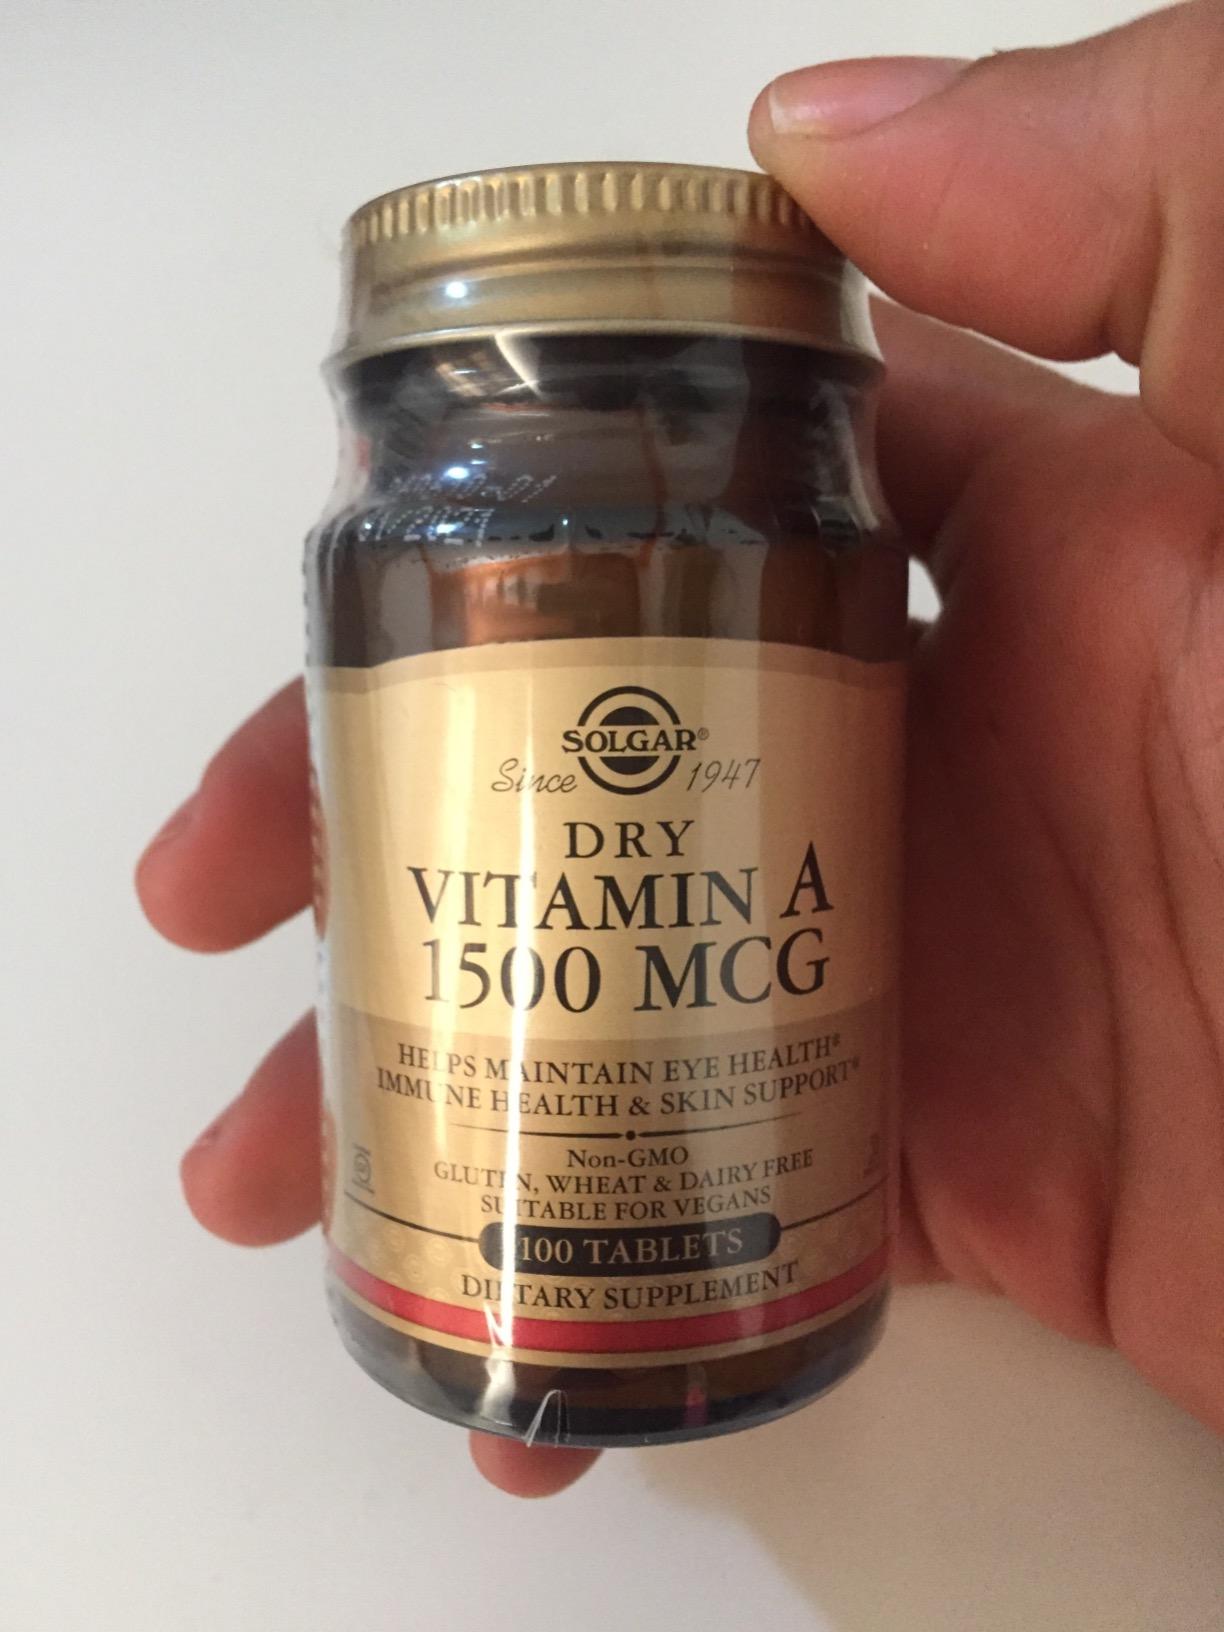 SOLGAR®
Since 1947
DRY
VITAMIN A
1500 MCG
HELPS MAINTAIN EYE HEALTH*
IMMUNE HEALTH & SKIN SUPPORT*
Non-GMO
GLUTEN, WHEAT & DAIRY FREE
SUITABLE FOR VEGANS
100 TABLETS
DIETARY SUPPLEMENT